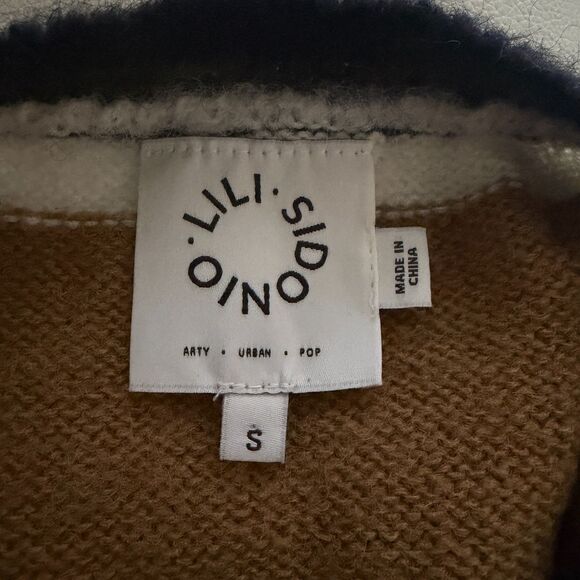 LILI · SIDONIO ·
ARTY · URBAN · POP
MADE IN
CHINA
S